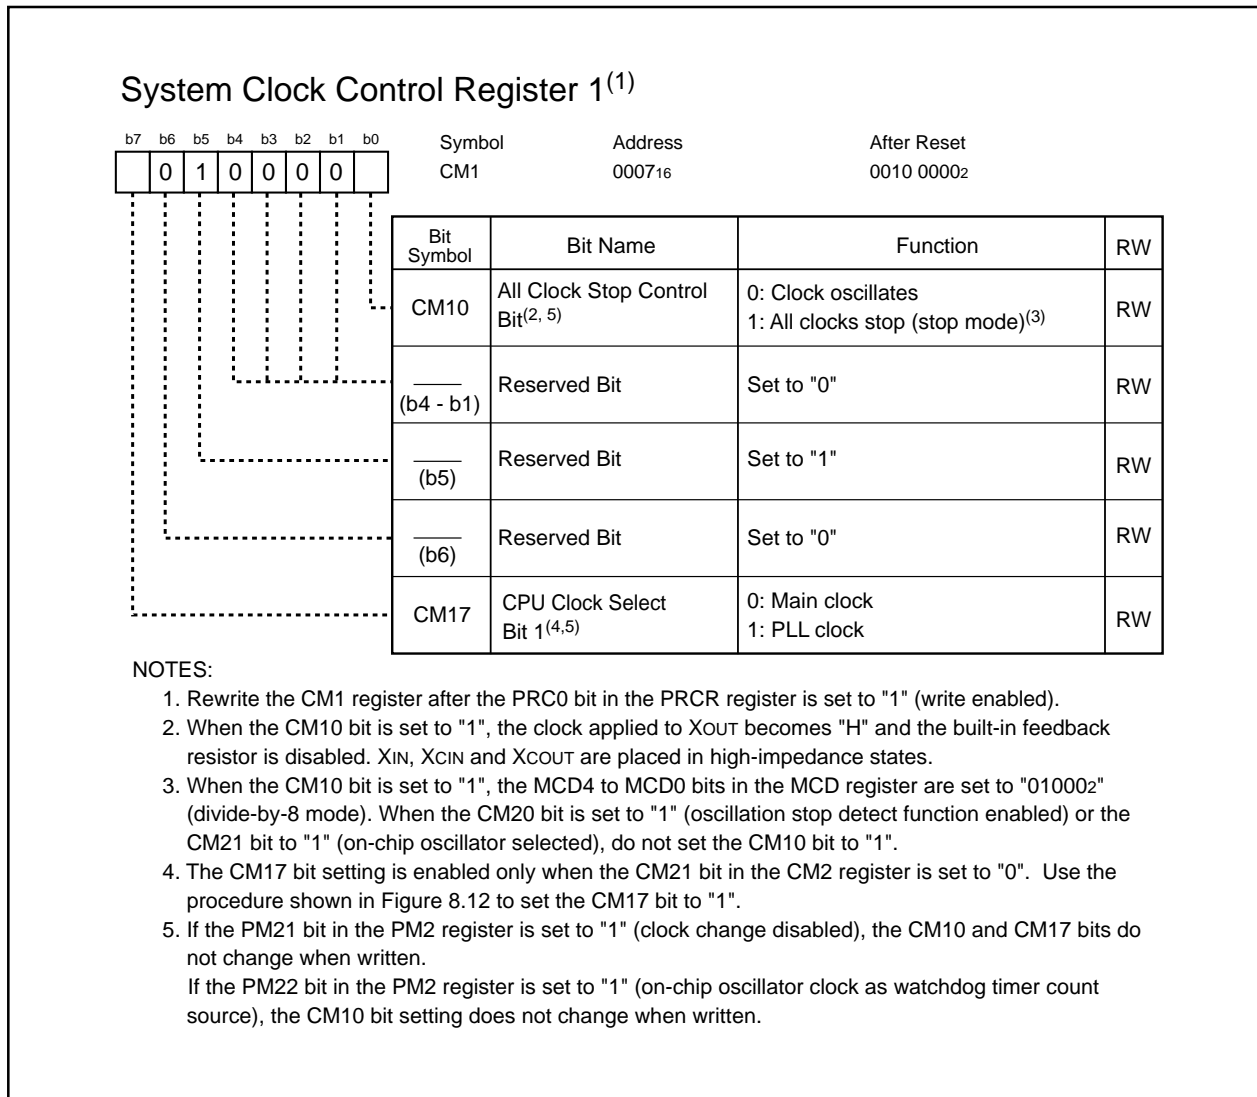 System Clock Control Register 1(1)
b7 b6 b5 b4 b3 b2 b1 b0
Symbol Address After Reset
0 1 0 0 0 0
CM1 000716 0010 00002
Bit Symbol Bit Name Function RW
CM10 All Clock Stop Control Bit(2, 5) 0: Clock oscillates RW
1: All clocks stop (stop mode)(3)
(b4 - b1) Reserved Bit Set to "0" RW
(b5) Reserved Bit Set to "1" RW
(b6) Reserved Bit Set to "0" RW
CM17 CPU Clock Select Bit 1(4,5) 0: Main clock RW
1: PLL clock
NOTES:
1. Rewrite the CM1 register after the PRC0 bit in the PRCR register is set to "1" (write enabled).
2. When the CM10 bit is set to "1", the clock applied to XOUT becomes "H" and the built-in feedback
resistor is disabled. XIN, XCIN and XCOUT are placed in high-impedance states.
3. When the CM10 bit is set to "1", the MCD4 to MCD0 bits in the MCD register are set to "010002"
(divide-by-8 mode). When the CM20 bit is set to "1" (oscillation stop detect function enabled) or the
CM21 bit to "1" (on-chip oscillator selected), do not set the CM10 bit to "1".
4. The CM17 bit setting is enabled only when the CM21 bit in the CM2 register is set to "0". Use the
procedure shown in Figure 8.12 to set the CM17 bit to "1".
5. If the PM21 bit in the PM2 register is set to "1" (clock change disabled), the CM10 and CM17 bits do
not change when written.
If the PM22 bit in the PM2 register is set to "1" (on-chip oscillator clock as watchdog timer count
source), the CM10 bit setting does not change when written.